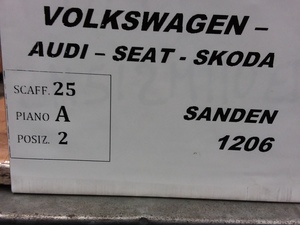 VOLKSWAGEN –
AUDI – SEAT - SKODA
SCAFF. 25
PIANO A
POSIZ. 2
SANDEN
1206